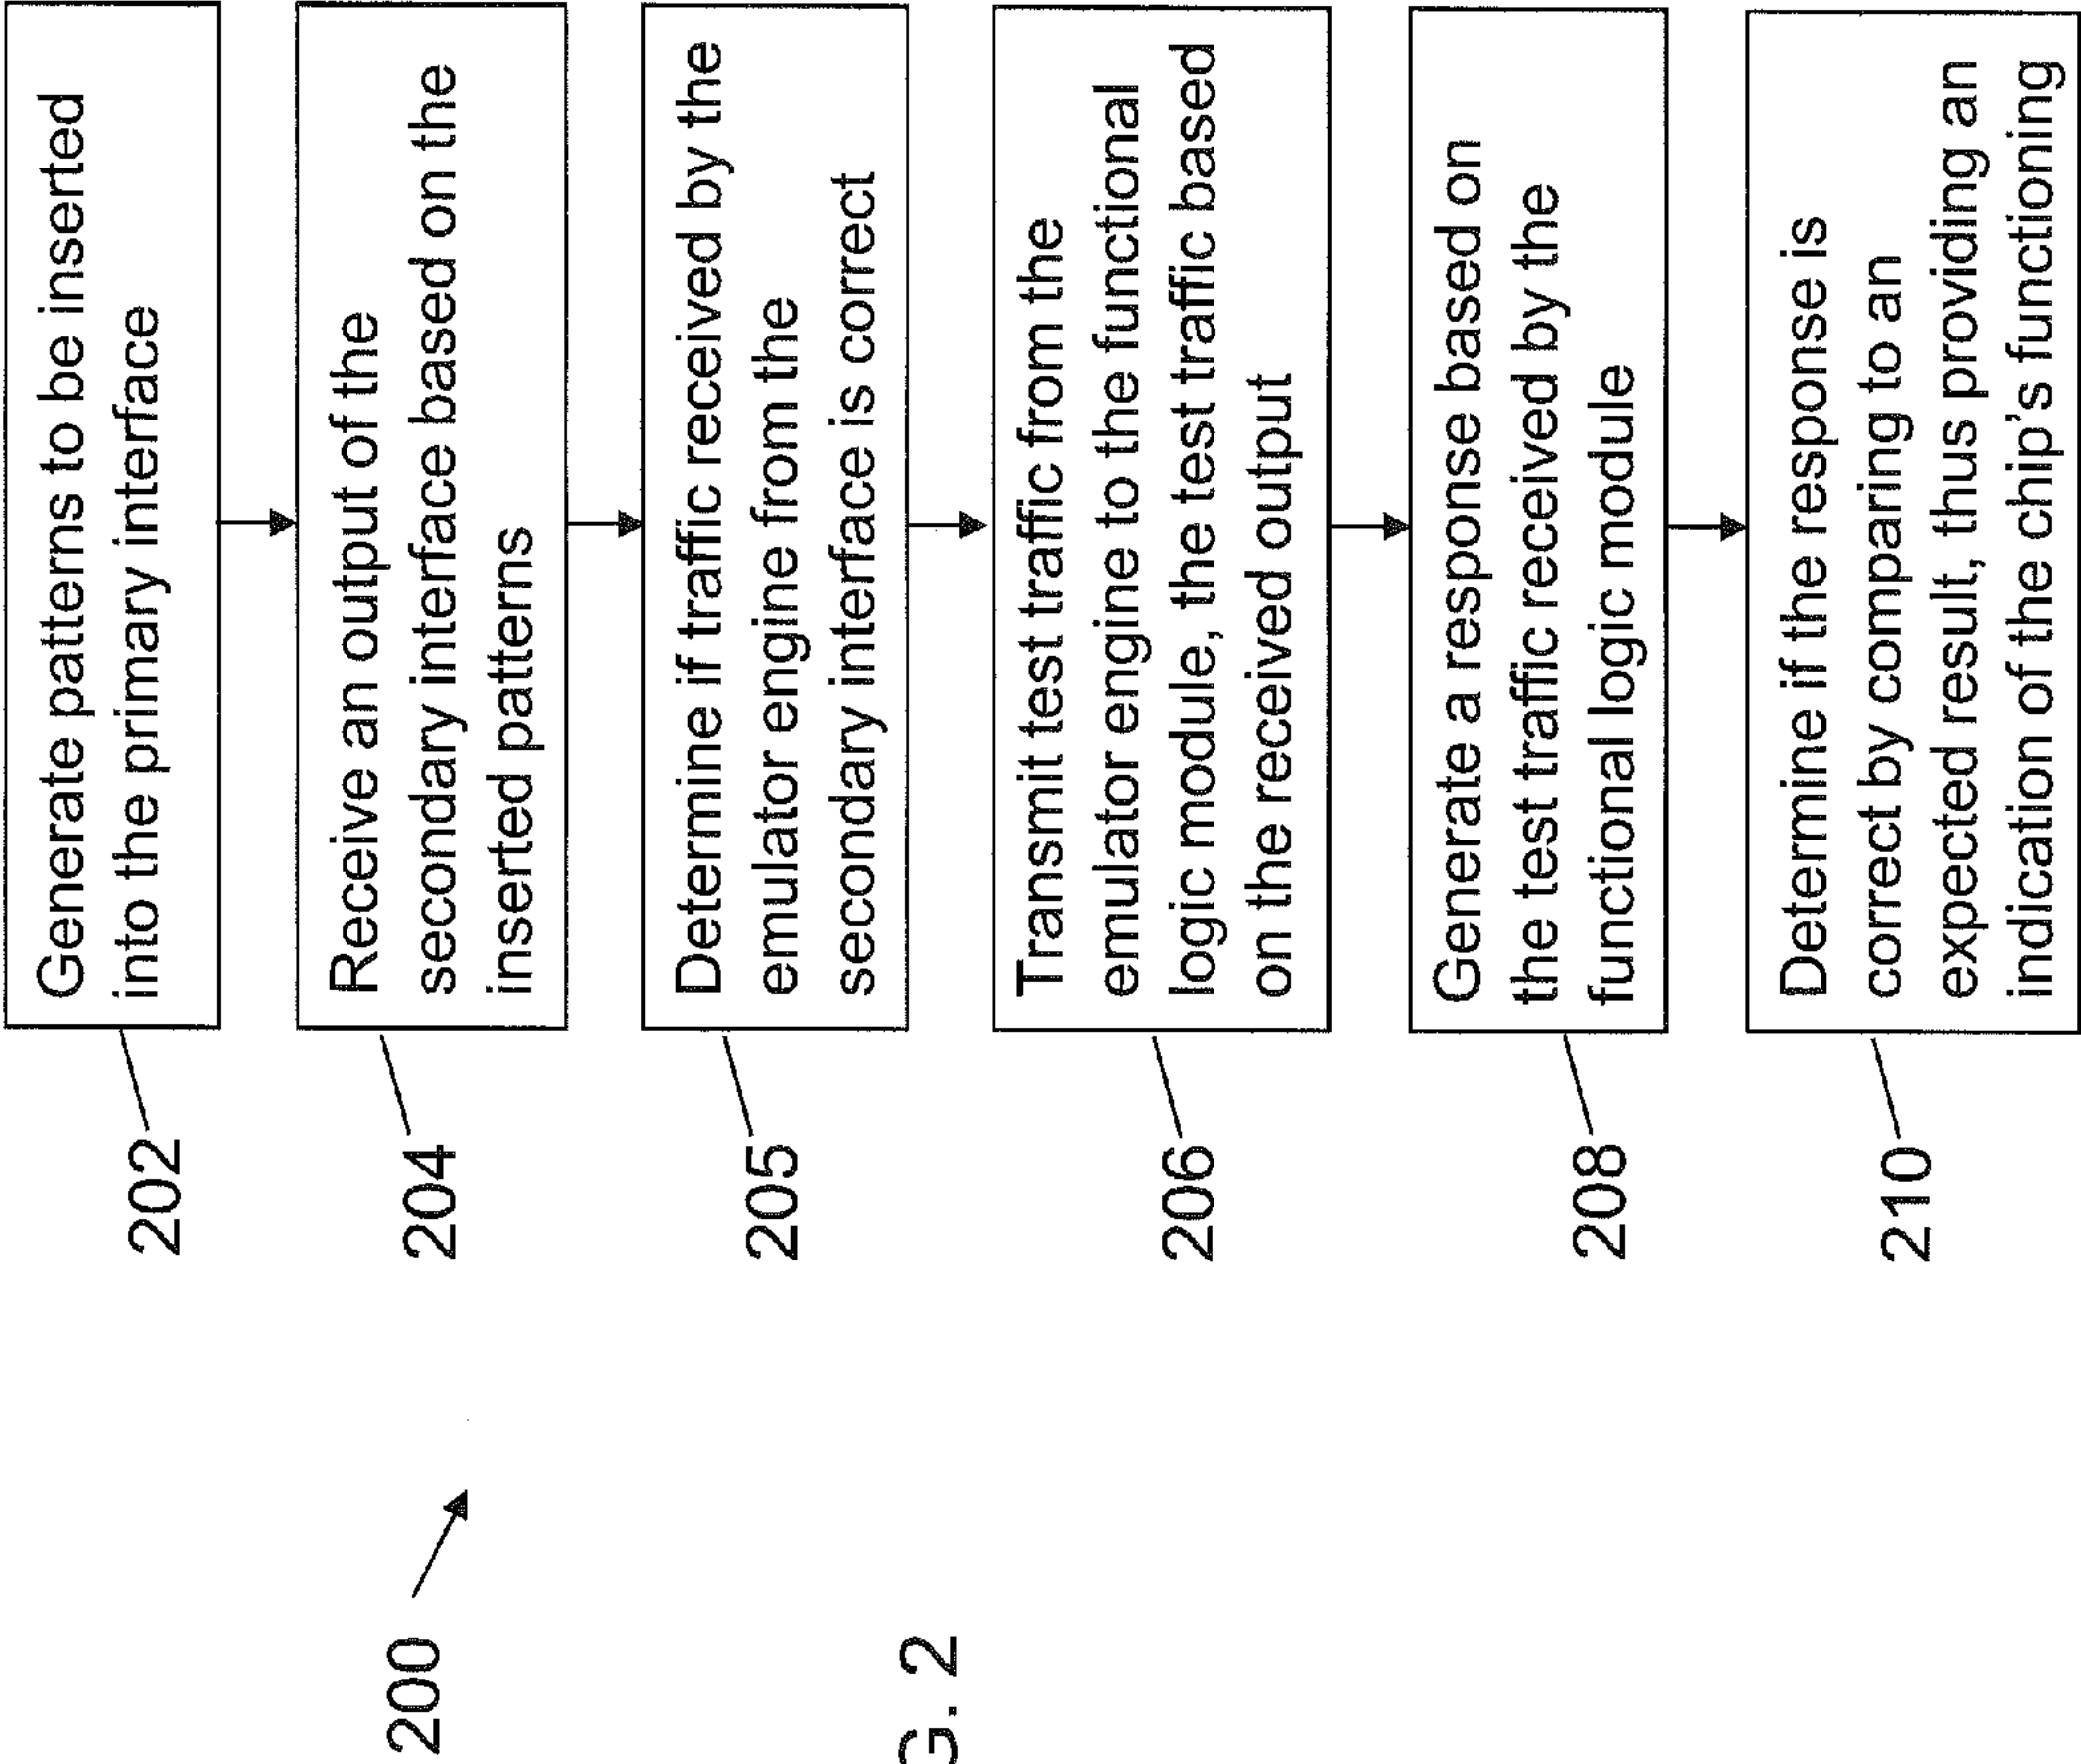 200
202
Generate patterns to be inserted
into the primary interface
204
Receive an output of the
secondary interface based on the
inserted patterns
205
Determine if traffic received by the
emulator engine from the
secondary interface is correct
206
Transmit test traffic from the
emulator engine to the functional
logic module, the test traffic based
on the received output
208
Generate a response based on
the test traffic received by the
functional logic module
210
Determine if the response is
correct by comparing to an
expected result, thus providing an
indication of the chip's functioning
G. 2